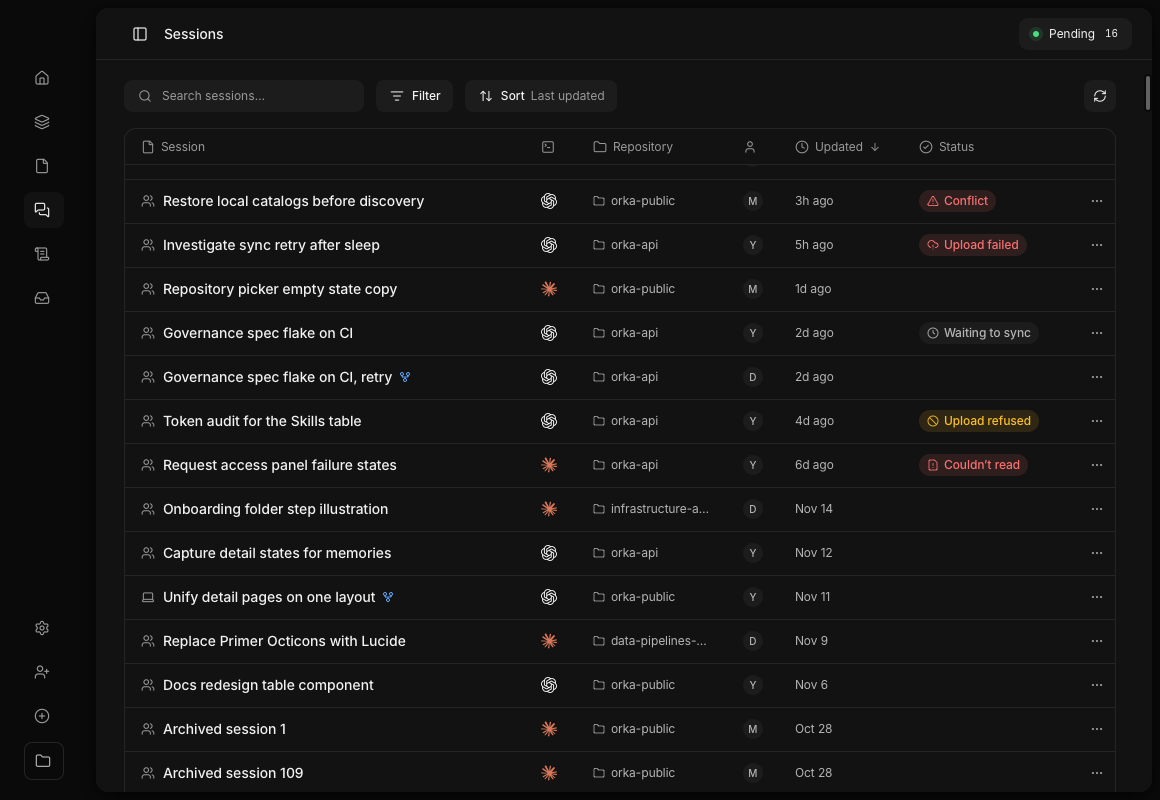 Sessions
Pending 16
Search sessions...
Filter
Sort Last updated
Session Repository Updated Status
Restore local catalogs before discovery orka-public M 3h ago Conflict
Investigate sync retry after sleep orka-api Y 5h ago Upload failed
Repository picker empty state copy orka-public M 1d ago
Governance spec flake on CI orka-api Y 2d ago Waiting to sync
Governance spec flake on CI, retry orka-api D 2d ago
Token audit for the Skills table orka-api Y 4d ago Upload refused
Request access panel failure states orka-api Y 6d ago Couldn't read
Onboarding folder step illustration infrastructure-a... D Nov 14
Capture detail states for memories orka-api Y Nov 12
Unify detail pages on one layout orka-public Y Nov 11
Replace Primer Octicons with Lucide data-pipelines-... D Nov 9
Docs redesign table component orka-public Y Nov 6
Archived session 1 orka-public M Oct 28
Archived session 109 orka-public M Oct 28